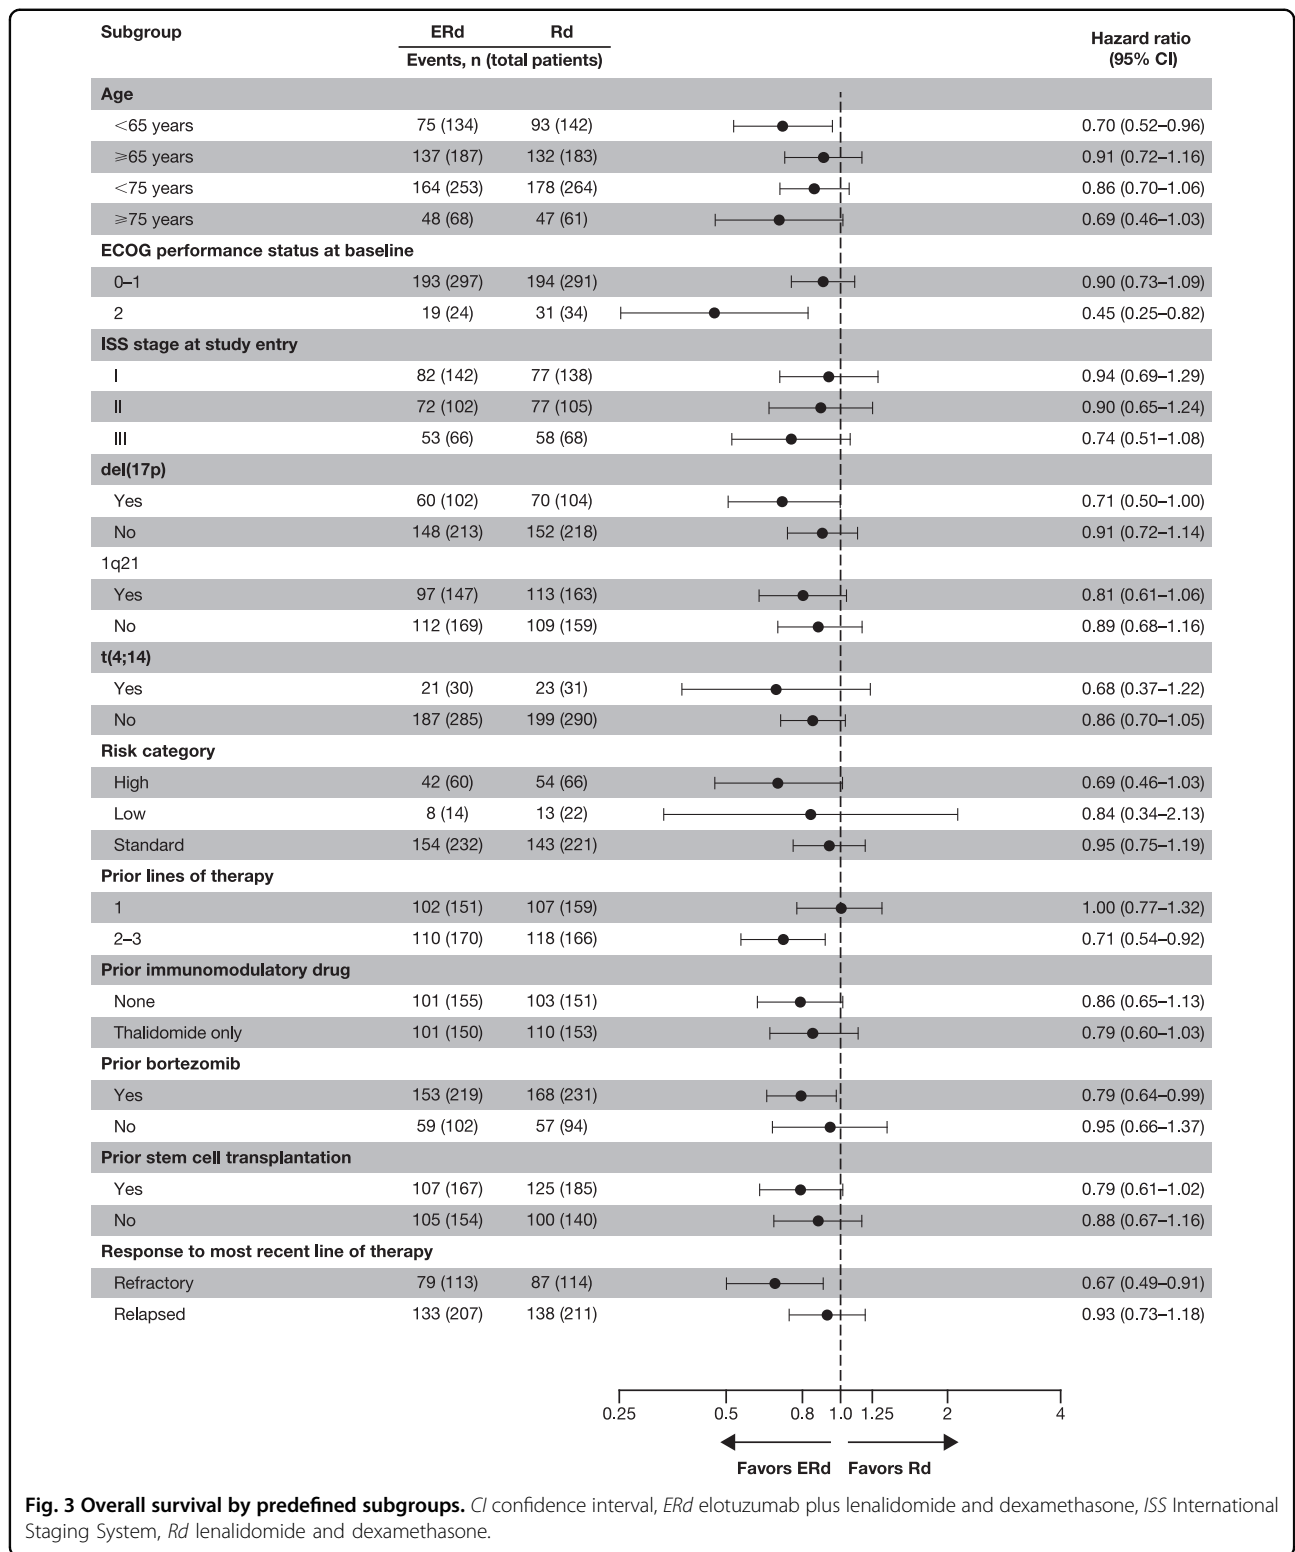 Subgroup ERd Rd Hazard ratio
Events, n (total patients) (95% CI)
Age
<65 years 75 (134) 93 (142) 0.70 (0.52–0.96)
⩾65 years 137 (187) 132 (183) 0.91 (0.72–1.16)
<75 years 164 (253) 178 (264) 0.86 (0.70–1.06)
⩾75 years 48 (68) 47 (61) 0.69 (0.46–1.03)
ECOG performance status at baseline
0–1 193 (297) 194 (291) 0.90 (0.73–1.09)
2 19 (24) 31 (34) 0.45 (0.25–0.82)
ISS stage at study entry
I 82 (142) 77 (138) 0.94 (0.69–1.29)
II 72 (102) 77 (105) 0.90 (0.65–1.24)
III 53 (66) 58 (68) 0.74 (0.51–1.08)
del(17p)
Yes 60 (102) 70 (104) 0.71 (0.50–1.00)
No 148 (213) 152 (218) 0.91 (0.72–1.14)
1q21
Yes 97 (147) 113 (163) 0.81 (0.61–1.06)
No 112 (169) 109 (159) 0.89 (0.68–1.16)
t(4;14)
Yes 21 (30) 23 (31) 0.68 (0.37–1.22)
No 187 (285) 199 (290) 0.86 (0.70–1.05)
Risk category
High 42 (60) 54 (66) 0.69 (0.46–1.03)
Low 8 (14) 13 (22) 0.84 (0.34–2.13)
Standard 154 (232) 143 (221) 0.95 (0.75–1.19)
Prior lines of therapy
1 102 (151) 107 (159) 1.00 (0.77–1.32)
2–3 110 (170) 118 (166) 0.71 (0.54–0.92)
Prior immunomodulatory drug
None 101 (155) 103 (151) 0.86 (0.65–1.13)
Thalidomide only 101 (150) 110 (153) 0.79 (0.60–1.03)
Prior bortezomib
Yes 153 (219) 168 (231) 0.79 (0.64–0.99)
No 59 (102) 57 (94) 0.95 (0.66–1.37)
Prior stem cell transplantation
Yes 107 (167) 125 (185) 0.79 (0.61–1.02)
No 105 (154) 100 (140) 0.88 (0.67–1.16)
Response to most recent line of therapy
Refractory 79 (113) 87 (114) 0.67 (0.49–0.91)
Relapsed 133 (207) 138 (211) 0.93 (0.73–1.18)
0.25 0.5 0.8 1.0 1.25 2 4
Favors ERd Favors Rd
Fig. 3 Overall survival by predefined subgroups. CI confidence interval, ERd elotuzumab plus lenalidomide and dexamethasone, ISS International
Staging System, Rd lenalidomide and dexamethasone.